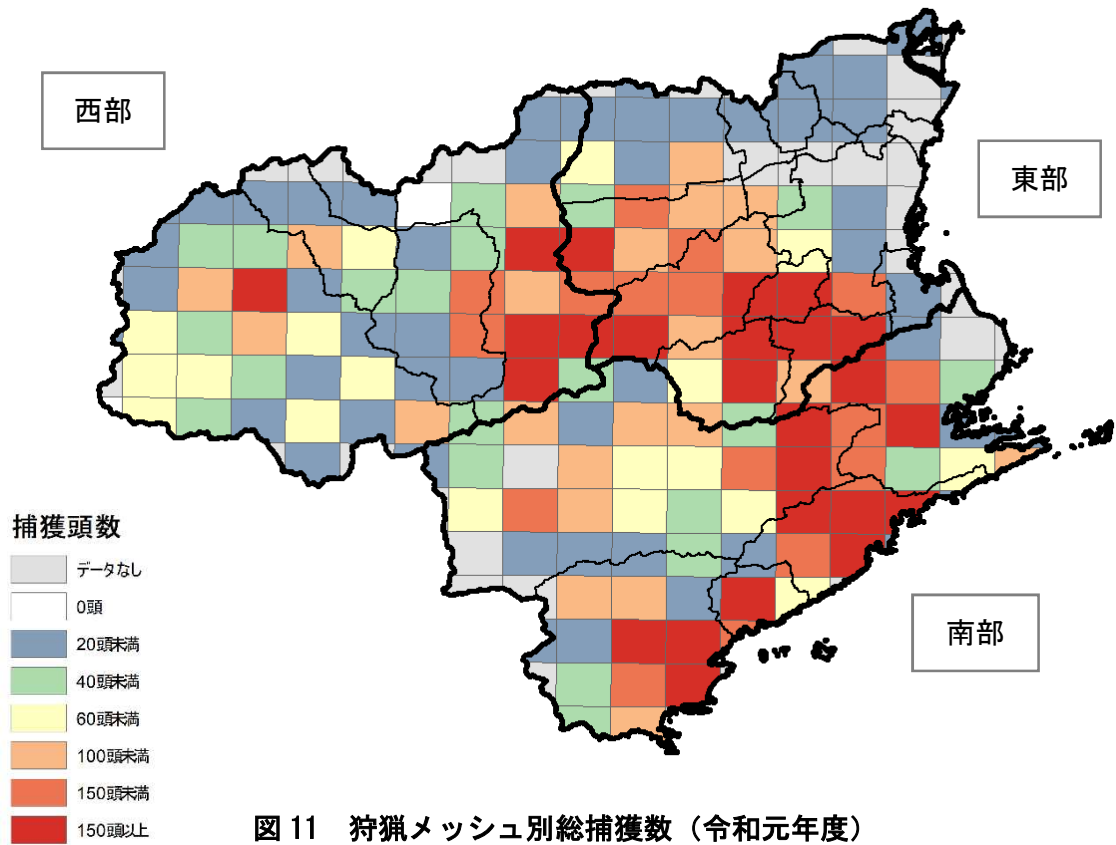 西部
東部
南部
捕獲頭数
データなし
0頭
20頭未満
40頭未満
60頭未満
100頭未満
150頭未満
150頭以上
図 11 狩猟メッシュ別総捕獲数（令和元年度）